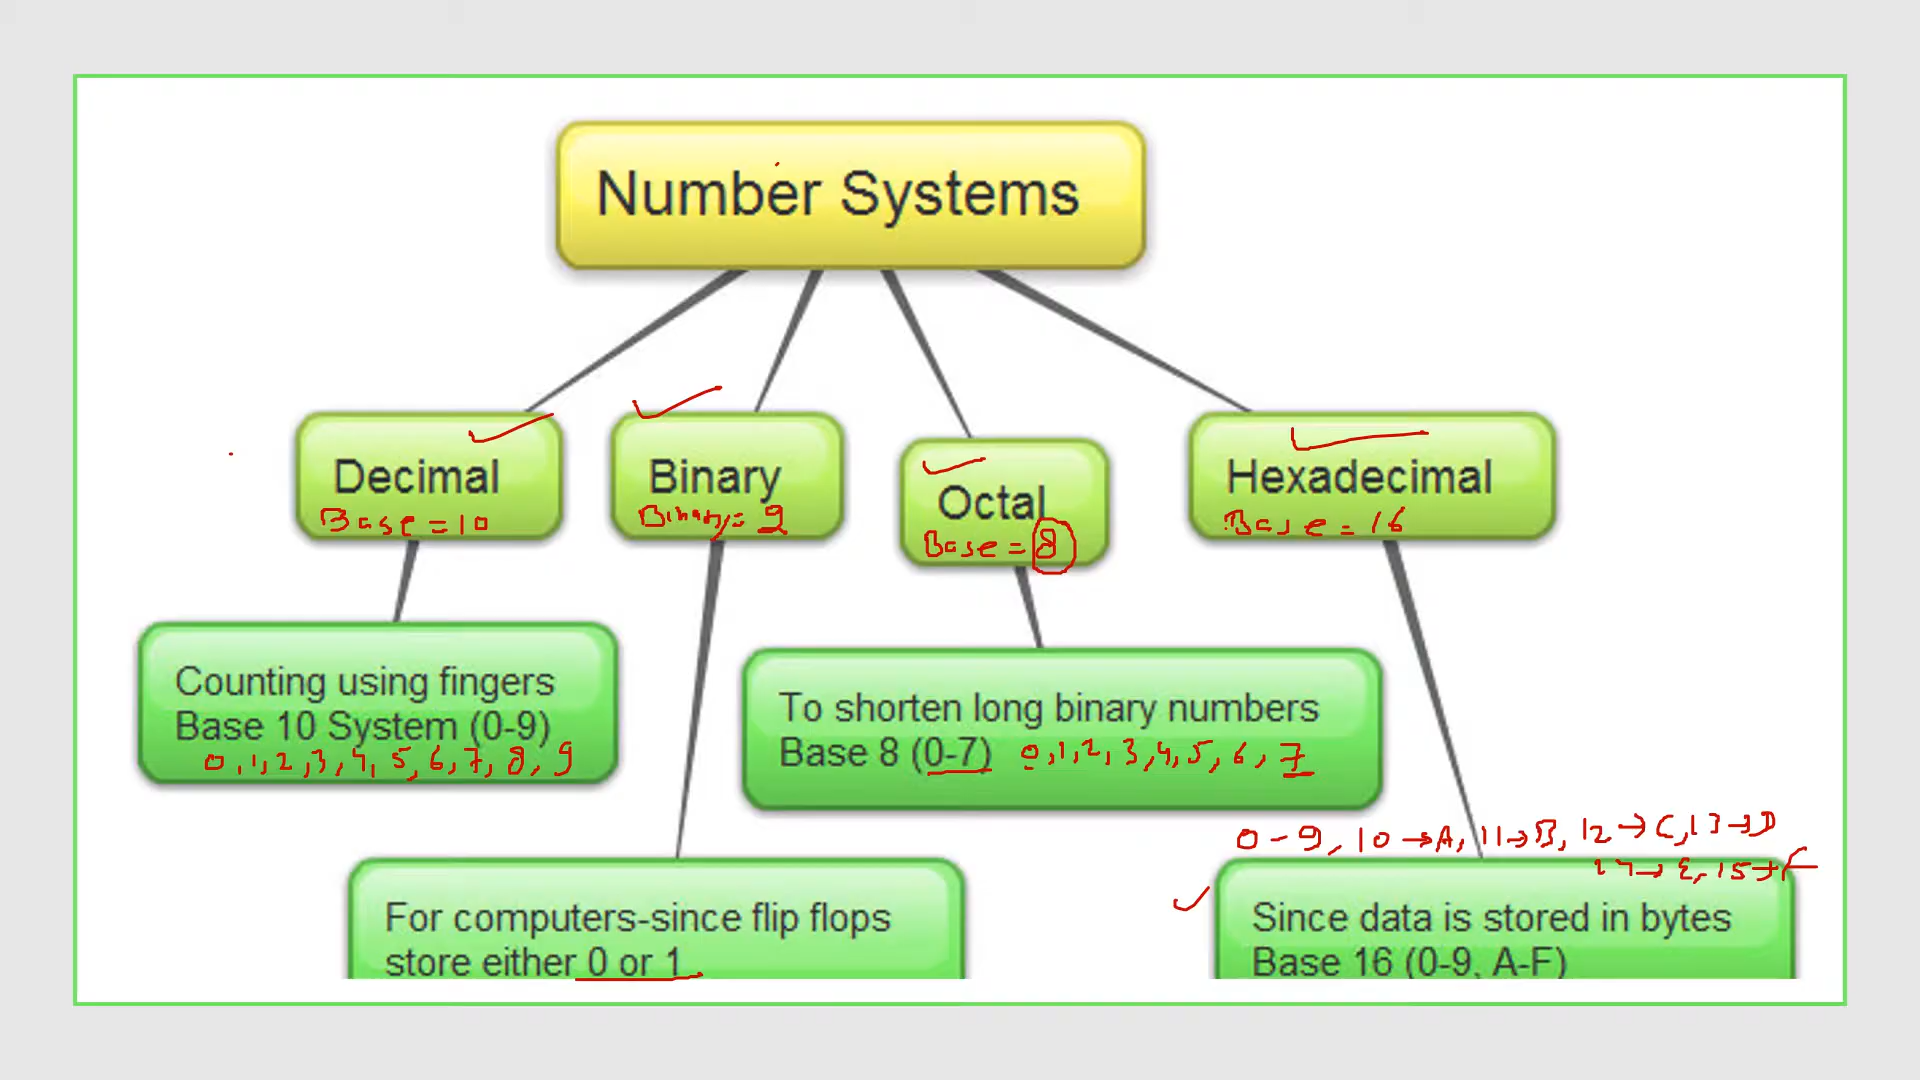 Number Systems
Decimal
Base = 10
Binary
Binary = 2
Octal
Base = 8
Hexadecimal
Base = 16
Counting using fingers
Base 10 System (0-9)
0, 1, 2, 3, 4, 5, 6, 7, 8, 9
To shorten long binary numbers
Base 8 (0-7) 0, 1, 2, 3, 4, 5, 6, 7
For computers-since flip flops
store either 0 or 1
0 - 9, 10 → A, 11 → B, 12 → C, 13 → D
→ E, 15 → F
Since data is stored in bytes
Base 16 (0-9, A-F)